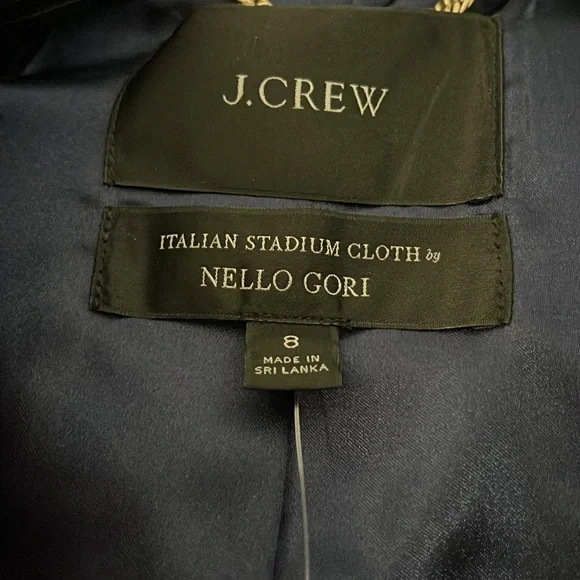 J.CREW
ITALIAN STADIUM CLOTH by
NELLO GORI
8
MADE IN
SRI LANKA